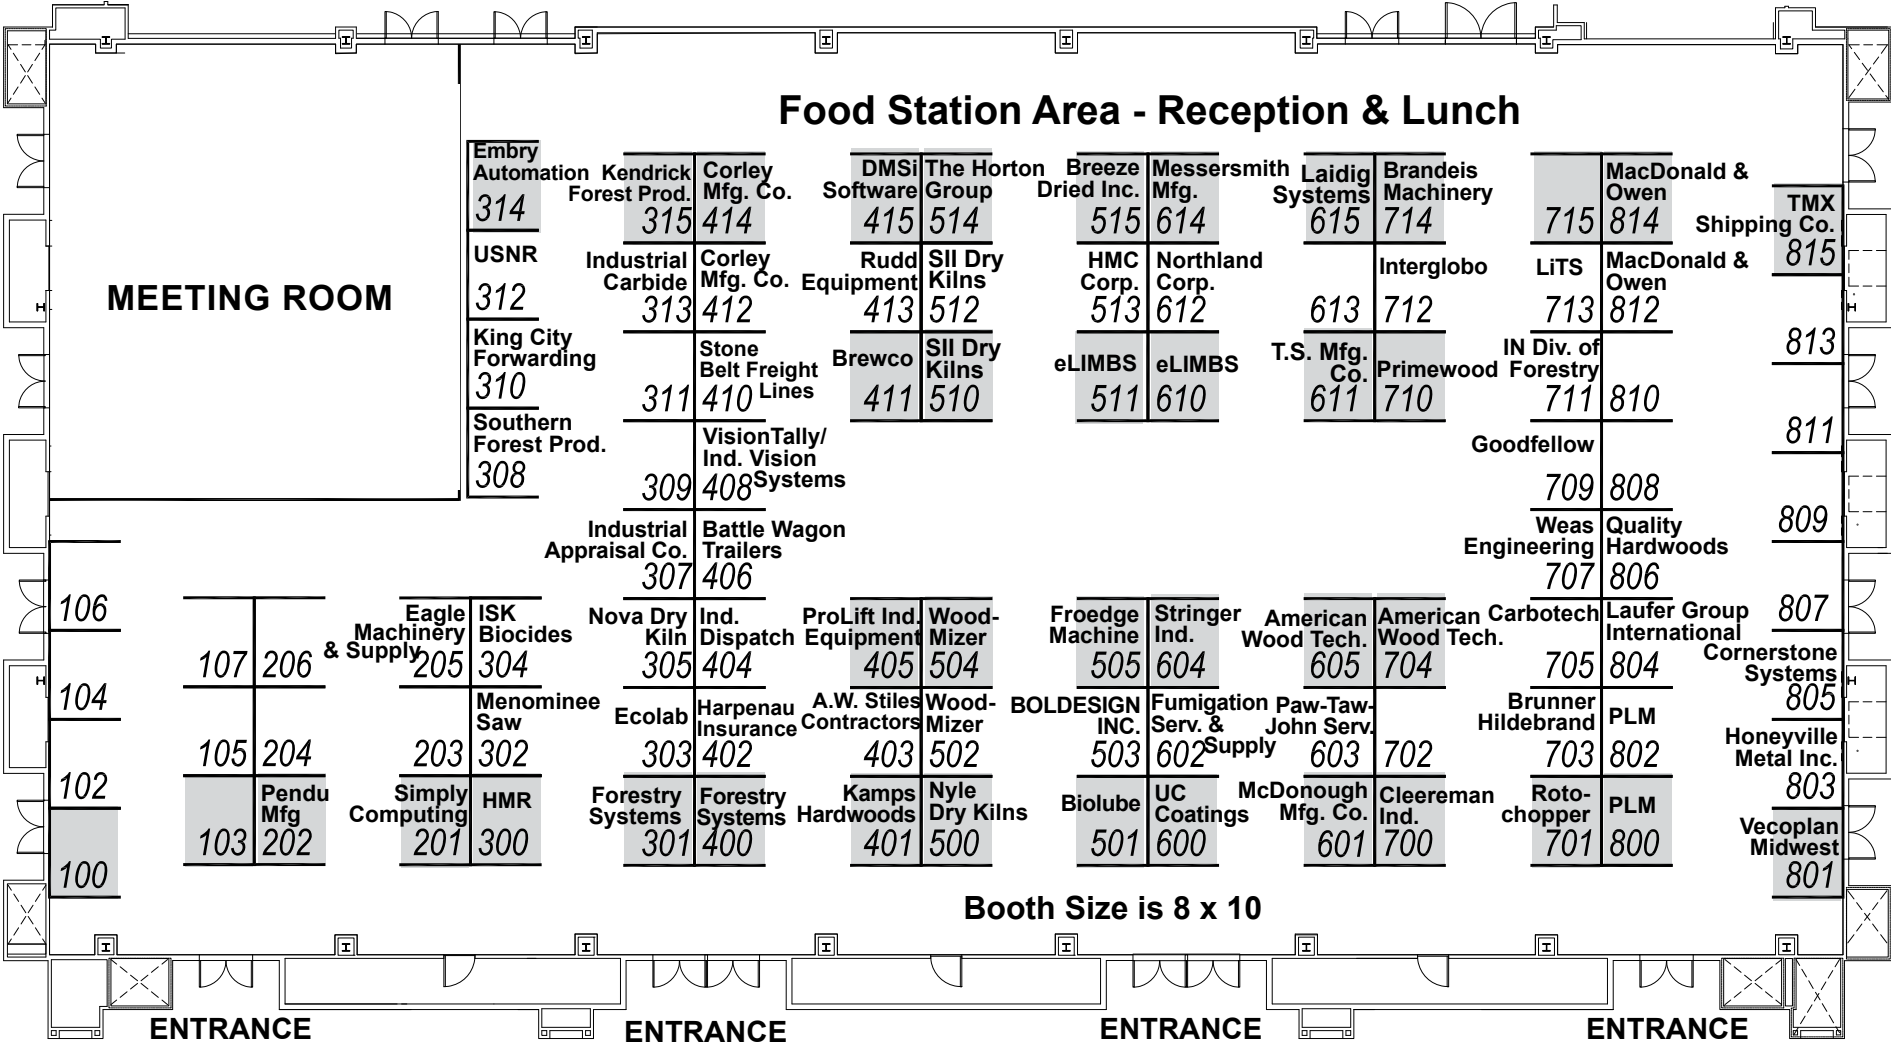 Food Station Area - Reception & Lunch
MEETING ROOM
Embry
Automation
314
USNR
312
King City
Forwarding
310
Southern
Forest Prod.
308
Kendrick
Forest Prod.
315
Corley
Mfg. Co.
414
Industrial
Carbide
313
Corley
Mfg. Co.
412
311
Stone
Belt Freight
Lines
410
309
VisionTally/
Ind. Vision
Systems
408
Industrial
Appraisal Co.
307
Battle Wagon
Trailers
406
Nova Dry
Kiln
305
Ind.
Dispatch
404
Ecolab
303
Harpenau
Insurance
402
Forestry
Systems
301
Forestry
Systems
400
DMSi
Software
415
The Horton
Group
514
Rudd
Equipment
413
SII Dry
Kilns
512
Brewco
411
SII Dry
Kilns
510
ProLift Ind.
Equipment
405
Wood-
Mizer
504
A.W. Stiles
Contractors
403
Wood-
Mizer
502
Kamps
Hardwoods
401
Nyle
Dry Kilns
500
Breeze
Dried Inc.
515
Messersmith
Mfg.
614
HMC
Corp.
513
Northland
Corp.
612
eLIMBS
511
eLIMBS
610
Froedge
Machine
505
Stringer
Ind.
604
BOLDESIGN
INC.
503
Fumigation
Serv. &
Supply
602
Biolube
501
UC
Coatings
600
Laidig
Systems
615
Brandeis
Machinery
714
613
Interglobo
712
T.S. Mfg.
Co.
611
Primewood
710
American
Wood Tech.
605
American
Wood Tech.
704
Paw-Taw-
John Serv.
603
702
McDonough
Mfg. Co.
601
Cleereman
Ind.
700
715
MacDonald &
Owen
814
LiTS
713
MacDonald &
Owen
812
IN Div. of
Forestry
711
810
Goodfellow
709
808
Weas
Engineering
707
Quality
Hardwoods
806
Carbotech
705
Laufer Group
International
804
Brunner
Hildebrand
703
PLM
802
Roto-
chopper
701
PLM
800
TMX
Shipping Co.
815
813
811
809
807
Cornerstone
Systems
805
Honeyville
Metal Inc.
803
Vecoplan
Midwest
801
106
104
102
100
107
206
105
204
103
Pendu
Mfg
202
Eagle
Machinery
& Supply
205
ISK
Biocides
304
203
Menominee
Saw
302
Simply
Computing
201
HMR
300
Booth Size is 8 x 10
ENTRANCE
ENTRANCE
ENTRANCE
ENTRANCE